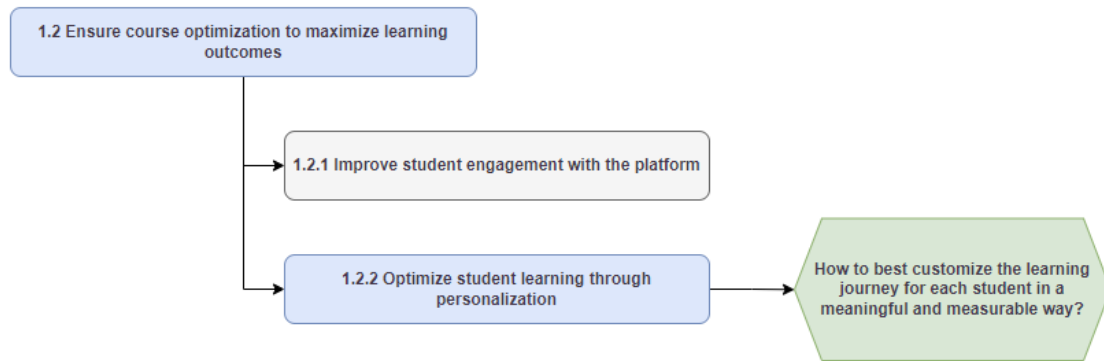 1.2 Ensure course optimization to maximize learning
outcomes
1.2.1 Improve student engagement with the platform
1.2.2 Optimize student learning through
personalization
How to best customize the learning
journey for each student in a
meaningful and measurable way?